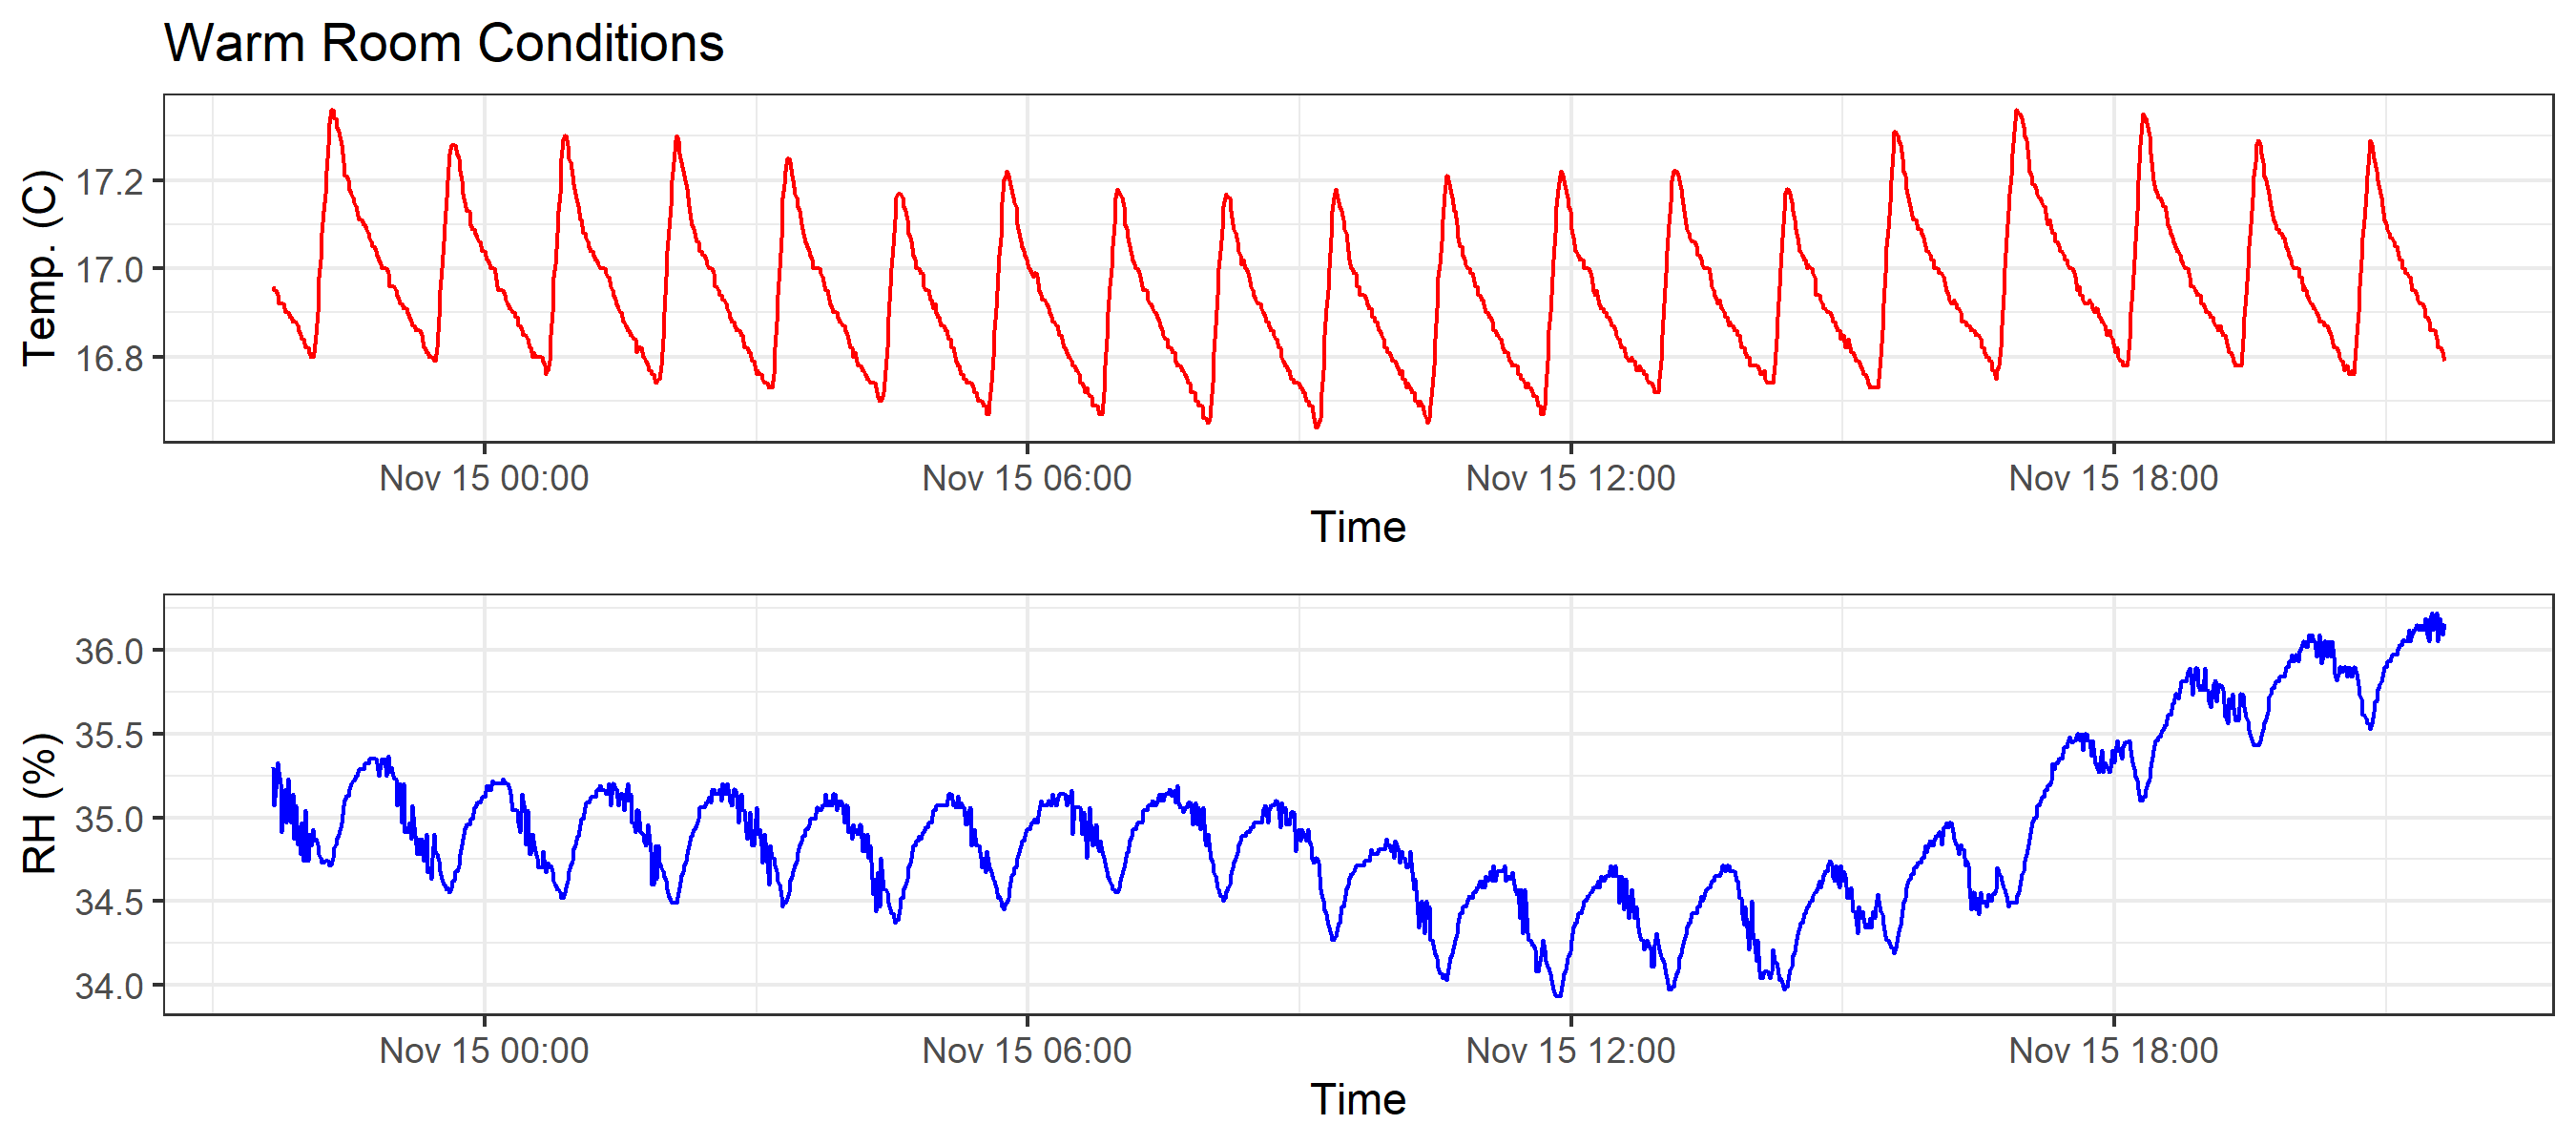 Warm Room Conditions
Temp. (C)
17.2
17.0
16.8
Nov 15 00:00 Nov 15 06:00 Nov 15 12:00 Nov 15 18:00
Time
RH (%)
36.0
35.5
35.0
34.5
34.0
Nov 15 00:00 Nov 15 06:00 Nov 15 12:00 Nov 15 18:00
Time